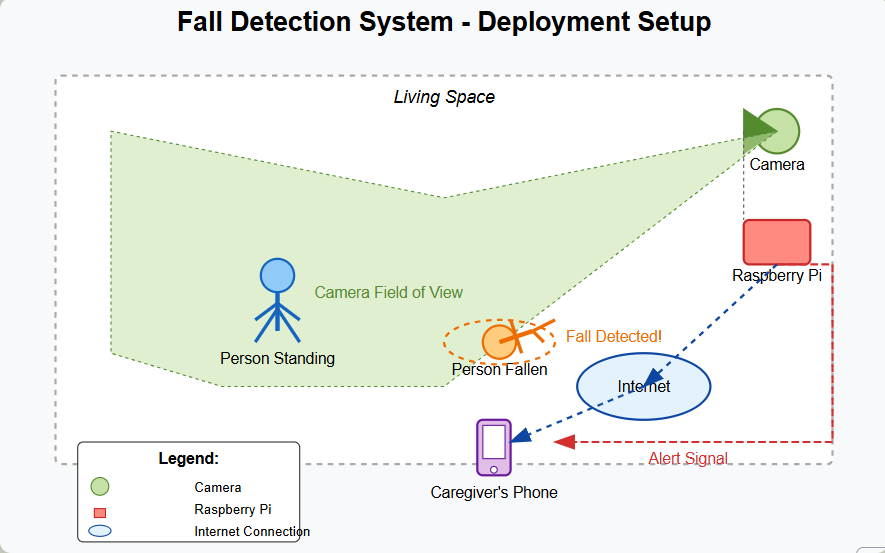 Fall Detection System - Deployment Setup
Living Space
Camera
Raspberry Pi
Camera Field of View
Person Standing
Fall Detected!
Person Fallen
Internet
Alert Signal
Caregiver's Phone
Legend:
Camera
Raspberry Pi
Internet Connection